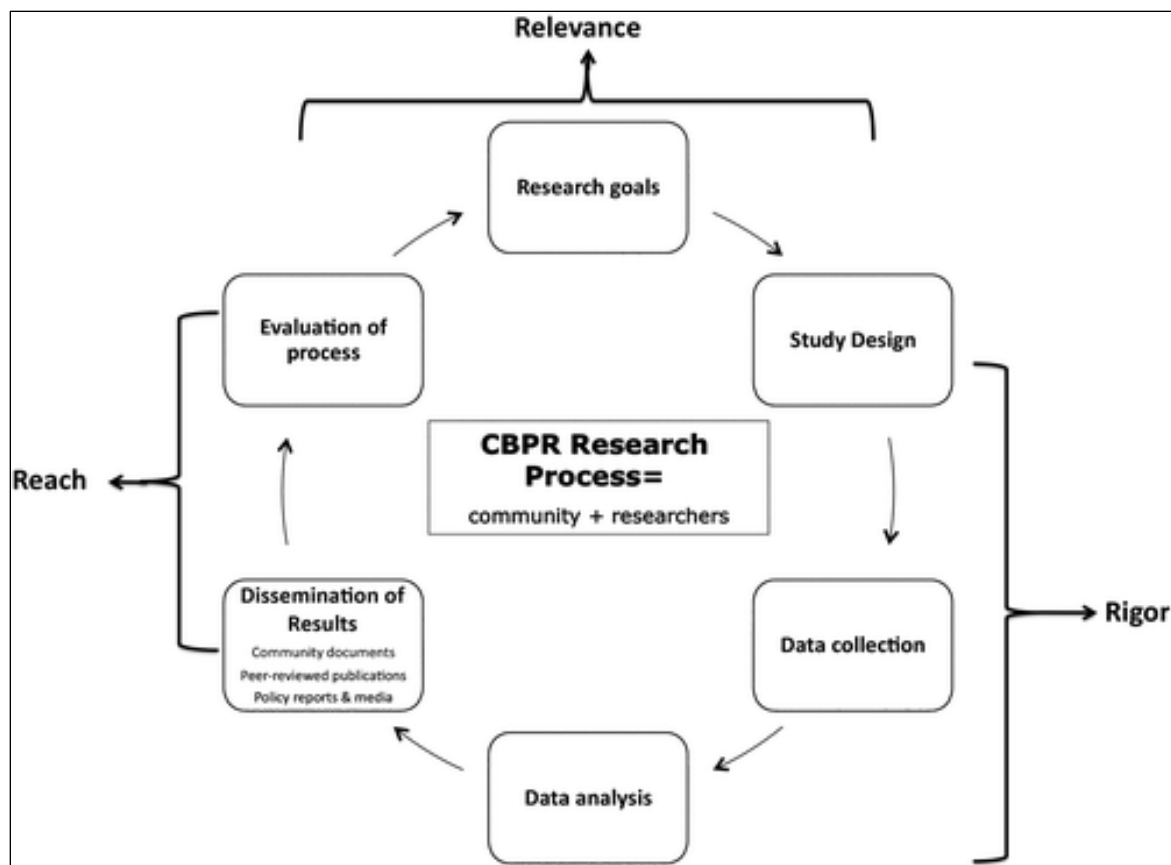 Relevance
Research goals
Evaluation of
process
Study Design
CBPR Research
Process=
community + researchers
Reach
Rigor
Dissemination of
Results
Community documents
Peer-reviewed publications
Policy reports & media
Data collection
Data analysis